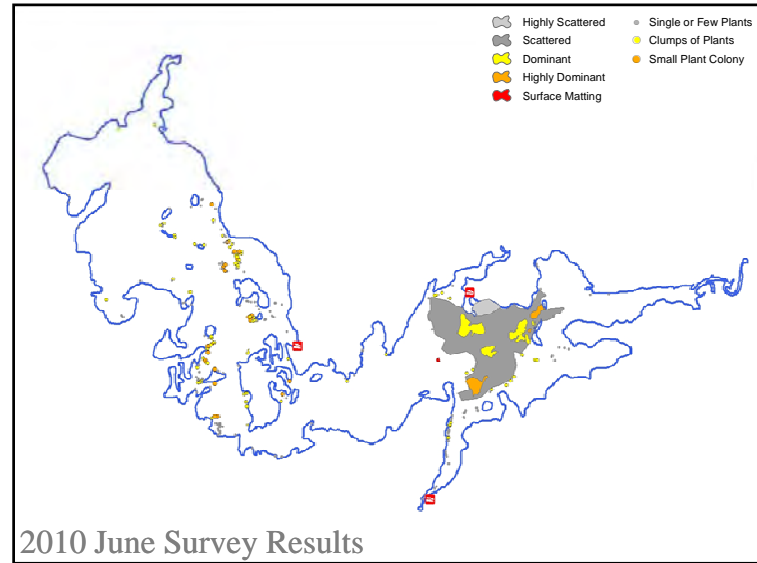 Highly Scattered
Scattered
Dominant
Highly Dominant
Surface Matting
Single or Few Plants
Clumps of Plants
Small Plant Colony
2010 June Survey Results